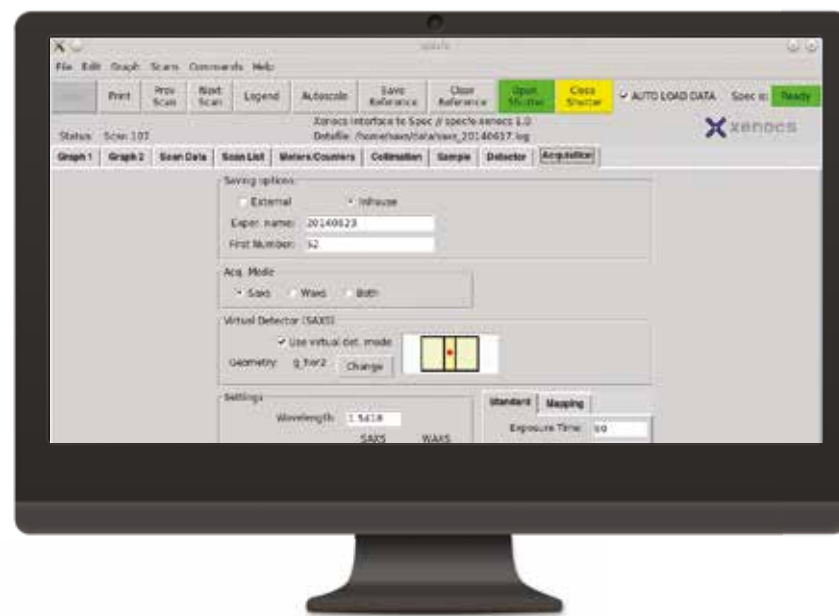 File Edit Graph Scans Commands Help
Print Prev Scan Next Scan Legend Autoscale Save Reference Clear Reference Open Shutter Close Shutter AUTO LOAD DATA Spec is: Ready
Xenocs Interface to Spec // specfe xenocs 1.0
Status: Scan 107 Datafile: /home/saxs/data/saxs_20140617.log xenocs
Graph 1 Graph 2 Scan Data Scan List Meters/Counters Collimation Sample Detector Acquisition
Saving options
External Inhouse
Exper. name: 20140623
First Number: 52
Acq. Mode
Saxs Waxs Both
Virtual Detector (SAXS)
Use virtual det. mode
Geometry: g_hor2 Change
Settings Standard Mapping
Wavelength: 1.5418
SAXS WAXS Exposure Time: 60